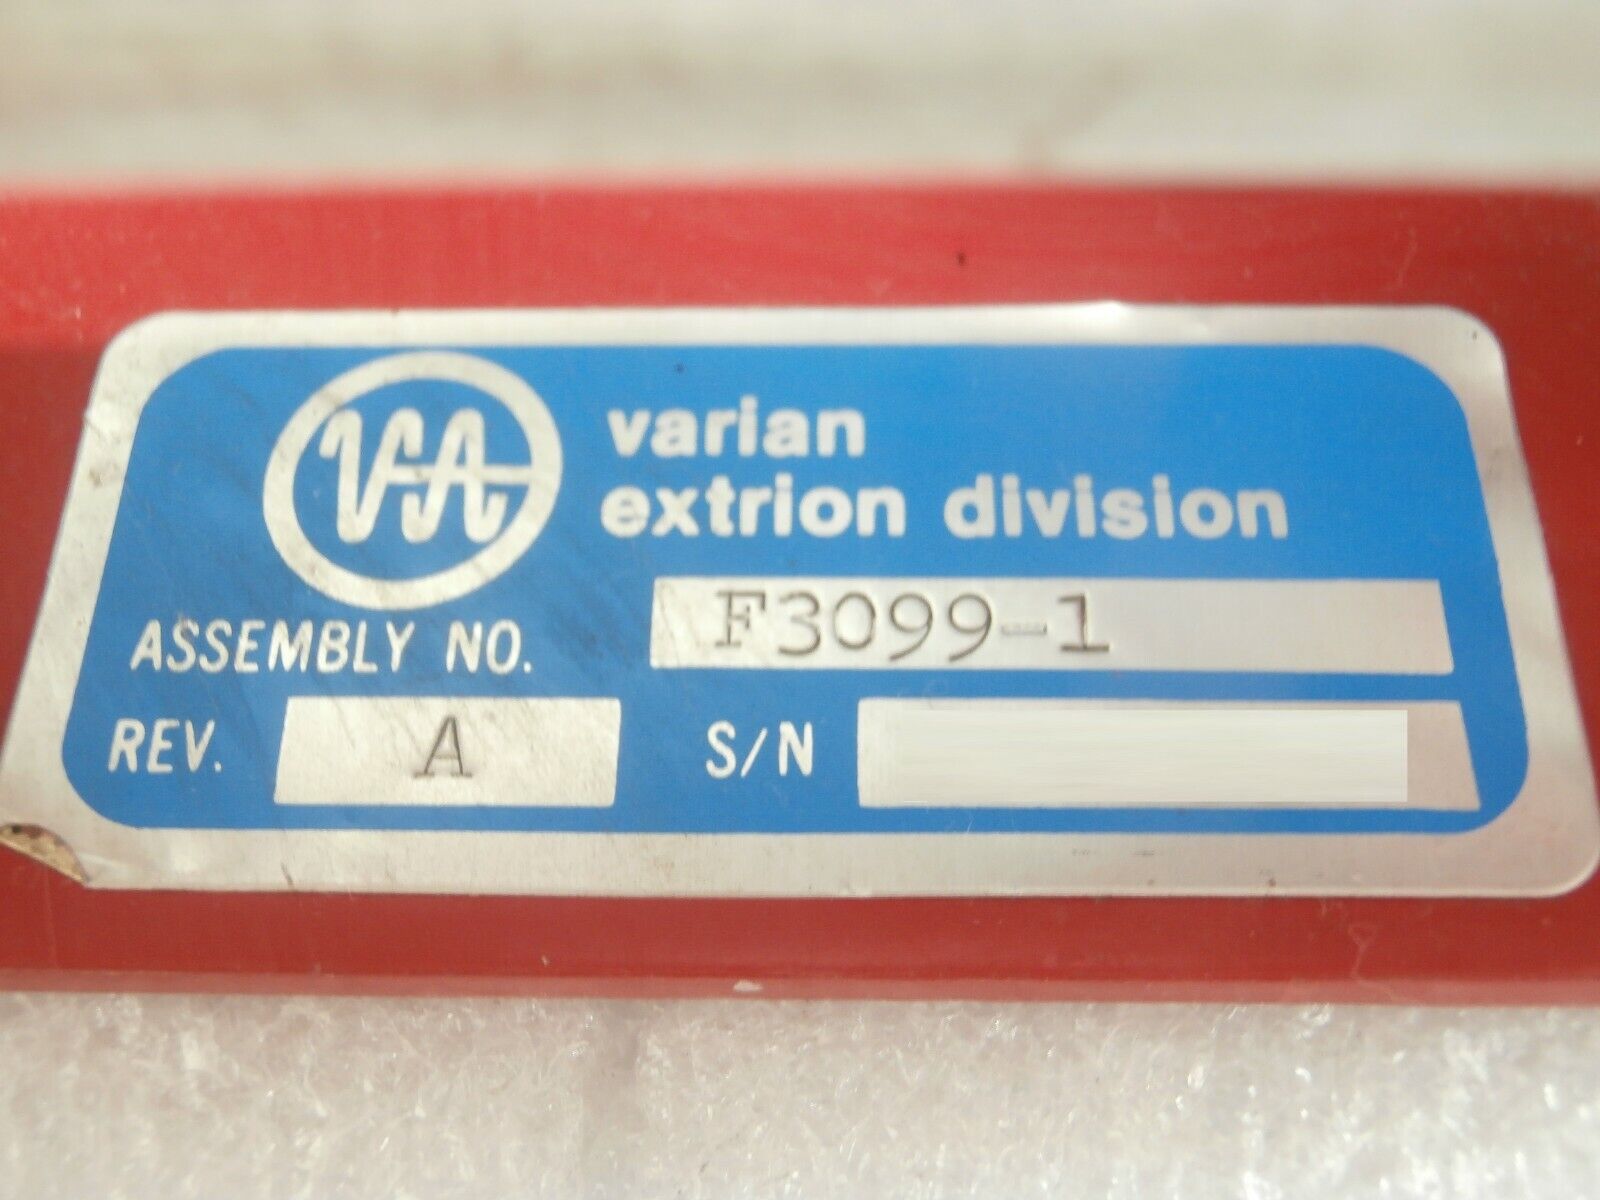 VA
varian
extrion division
ASSEMBLY NO. F3099-1
REV. A S/N